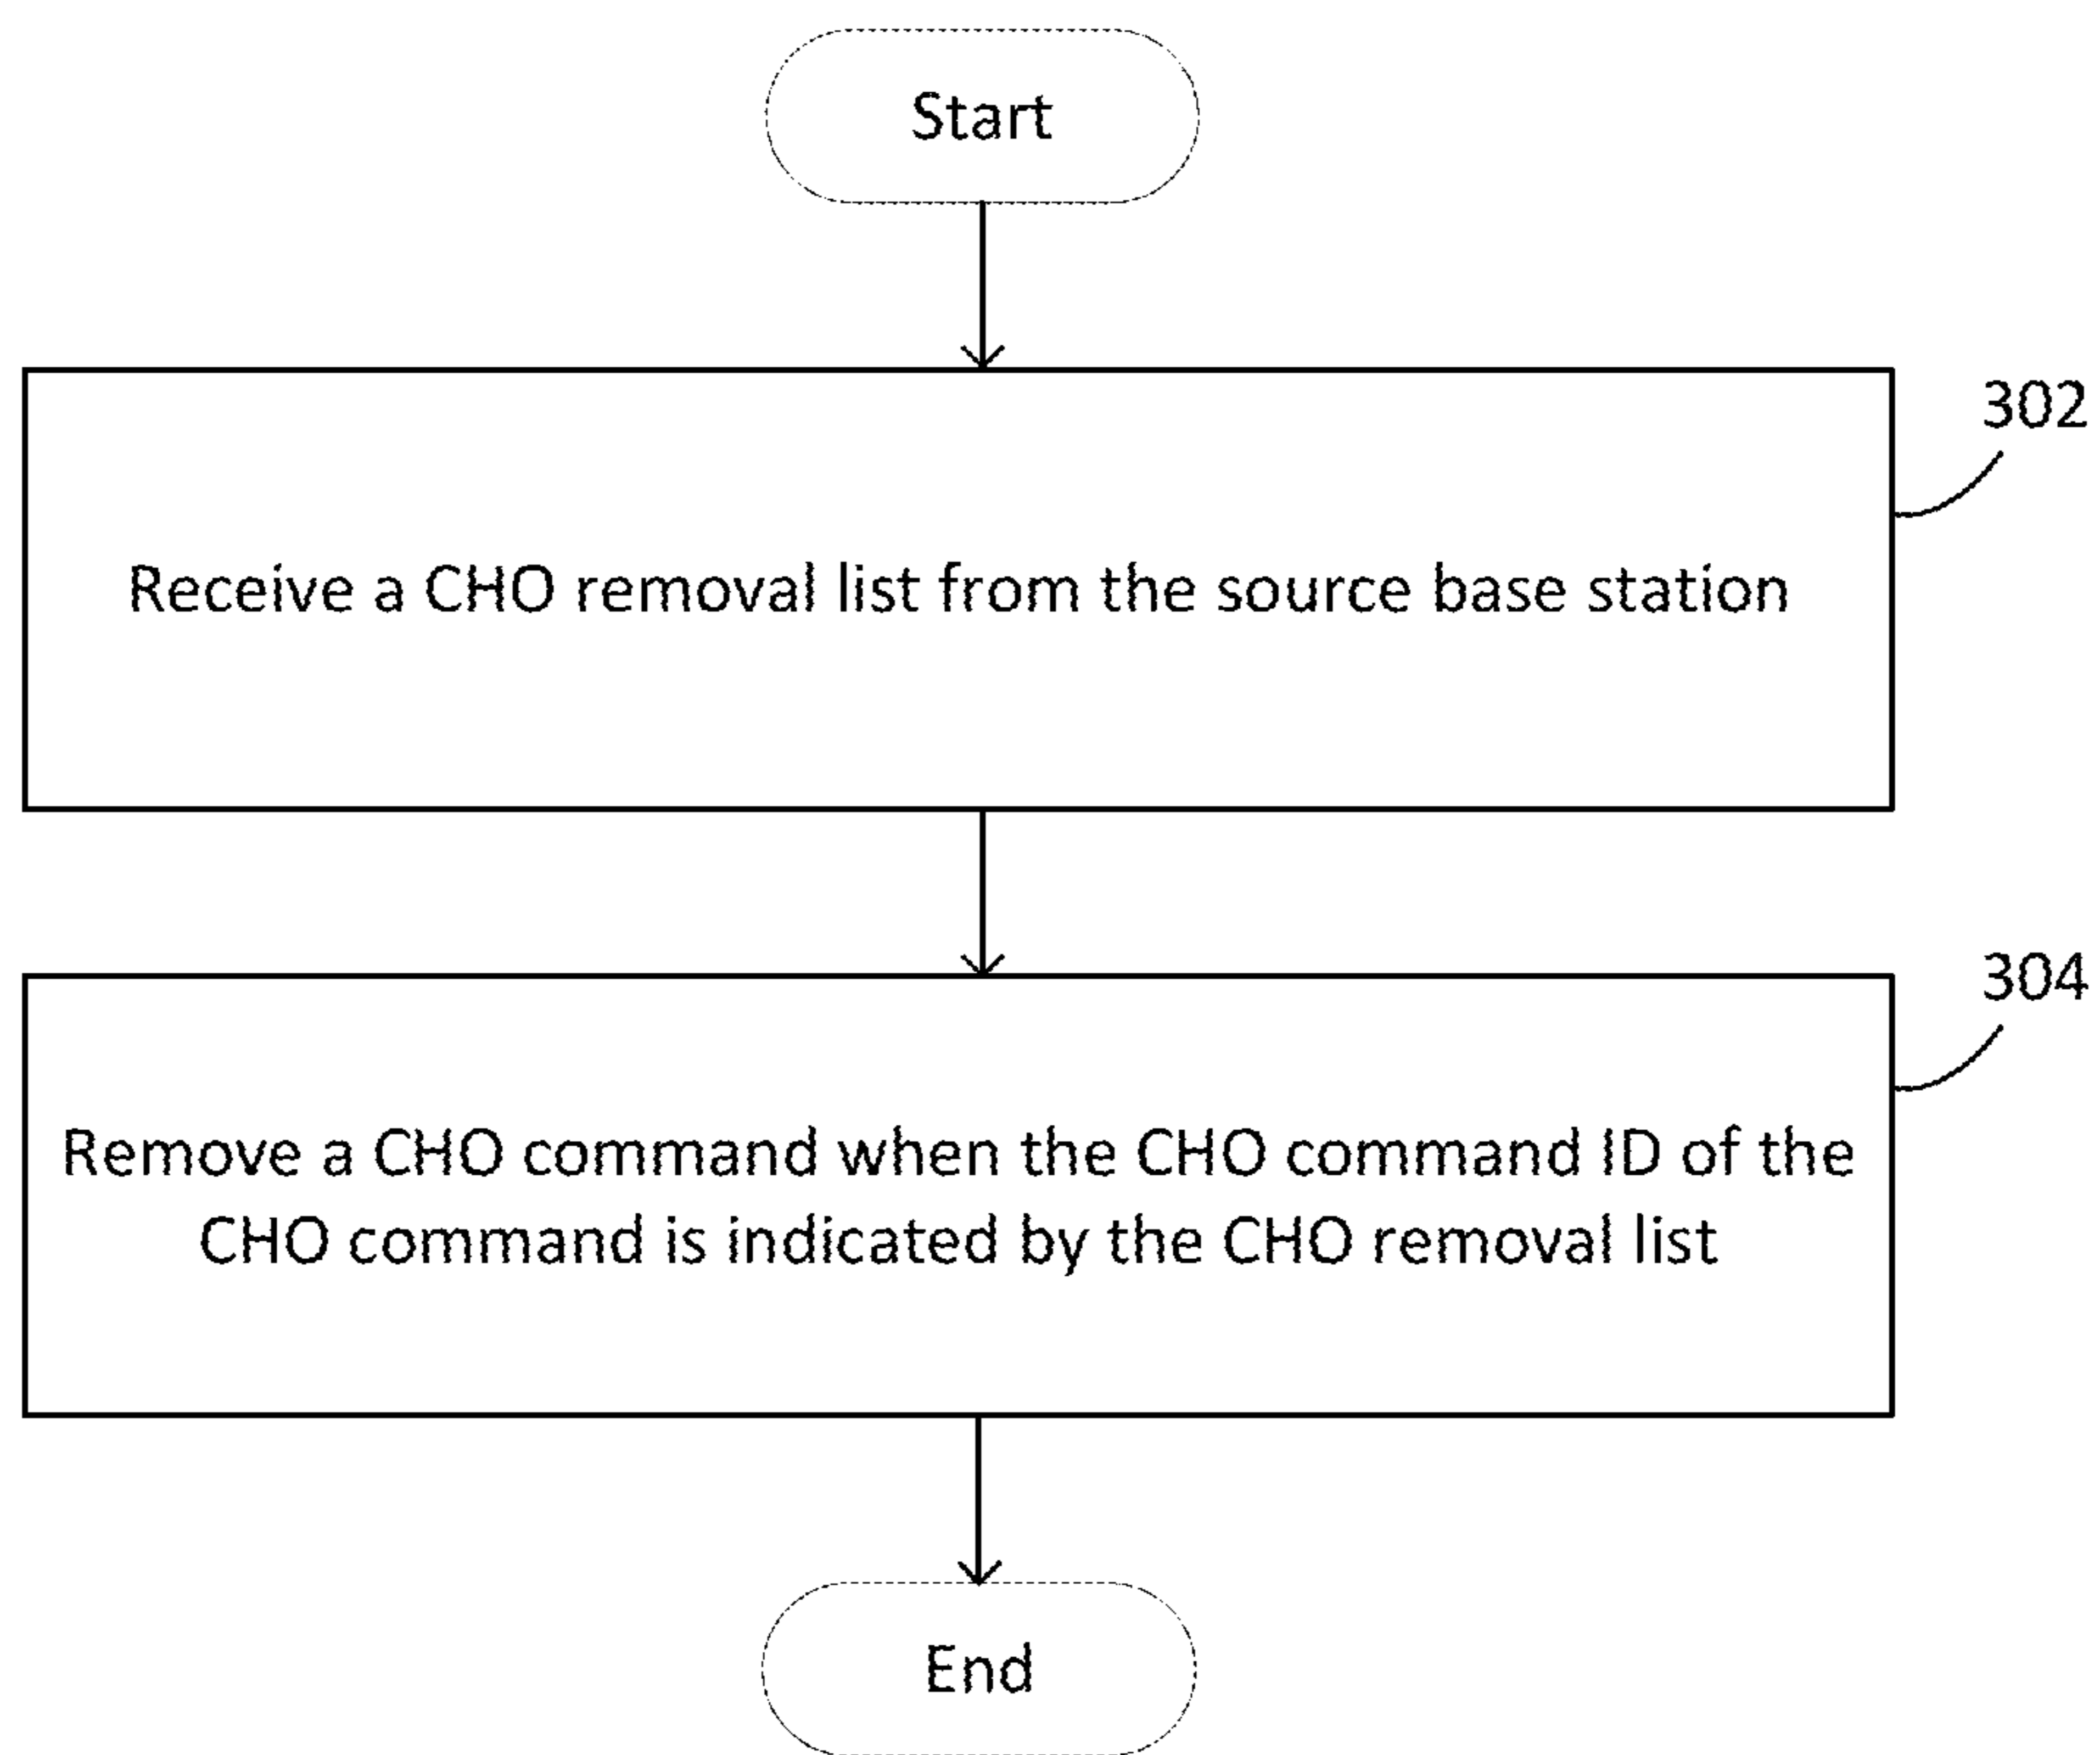 Start
302
Receive a CHO removal list from the source base station
304
Remove a CHO command when the CHO command ID of the
CHO command is indicated by the CHO removal list
End